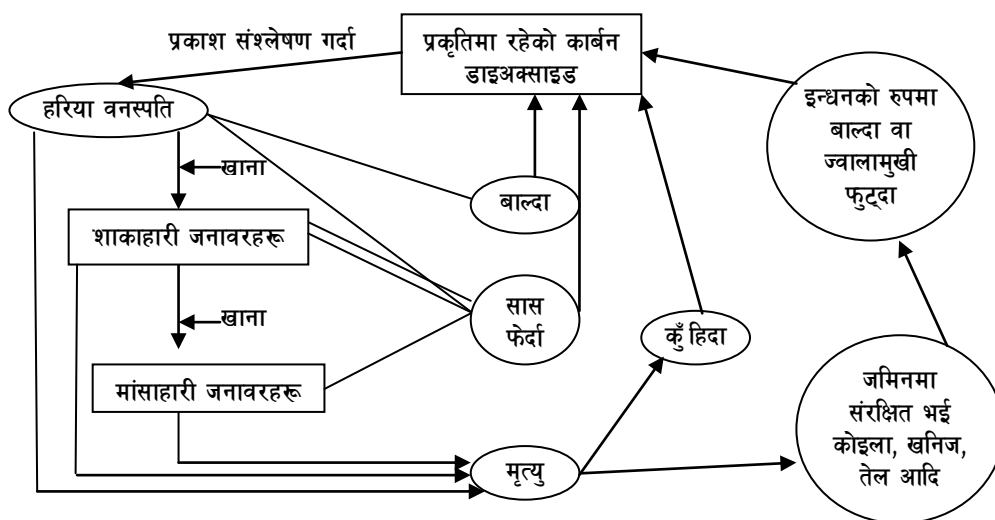 प्रकाश संश्लेषण गर्दा
प्रकृतिमा रहेको कार्बन
डाइअक्साइड
हरिया वनस्पति
इन्धनको रुपमा
बाल्दा वा
ज्वालामुखी
फुट्दा
खाना
बाल्दा
शाकाहारी जनावरहरू
सास
फेर्दा
खाना
कुँहिदा
मांसाहारी जनावरहरू
जमिनमा
संरक्षित भई
कोइला, खनिज,
तेल आदि
मृत्यु